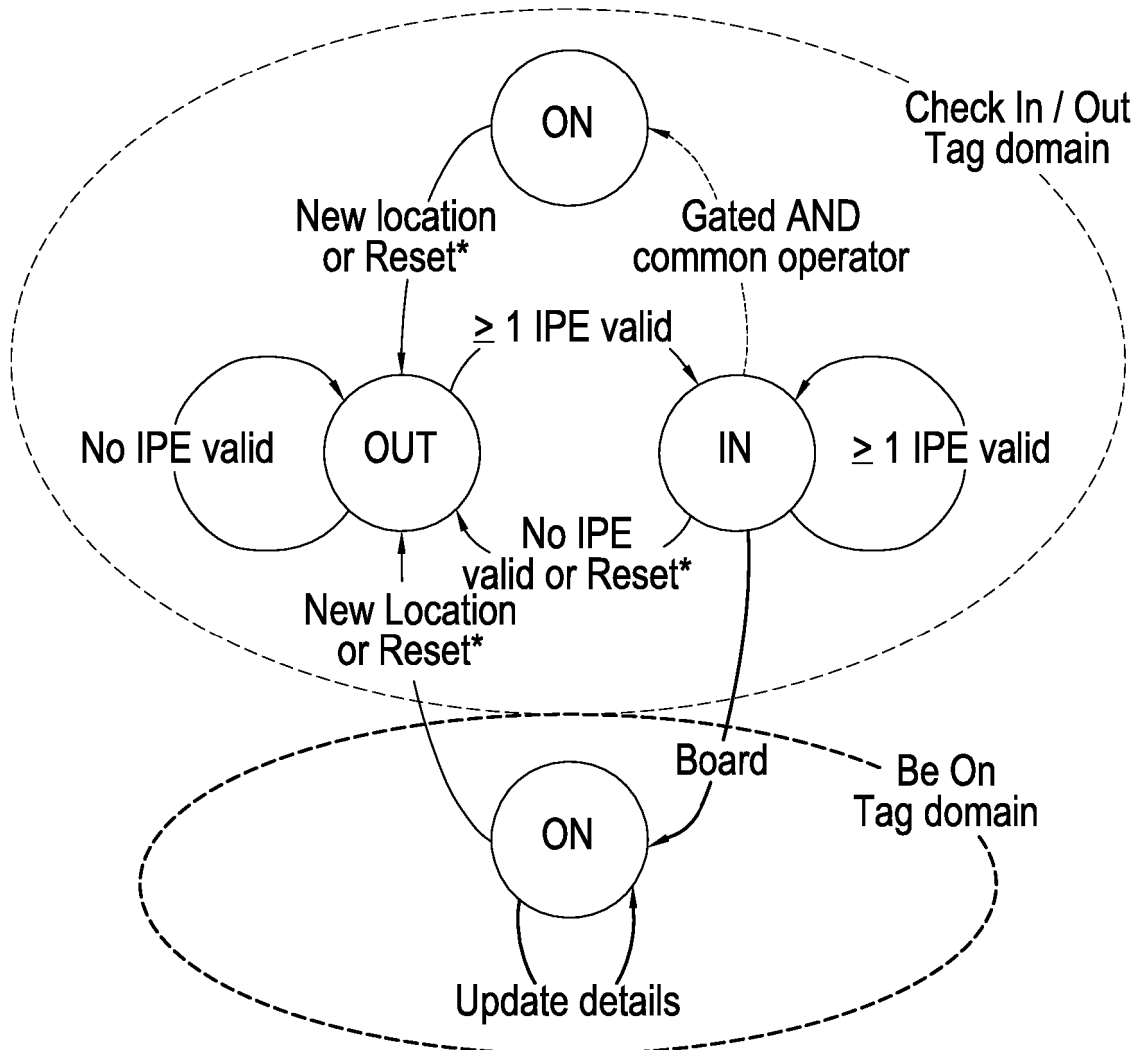 ON
Check In / Out
Tag domain
New location
or Reset*
Gated AND
common operator
≥ 1 IPE valid
No IPE valid
OUT
IN
≥ 1 IPE valid
No IPE
valid or Reset*
New Location
or Reset*
Board
Be On
Tag domain
ON
Update details